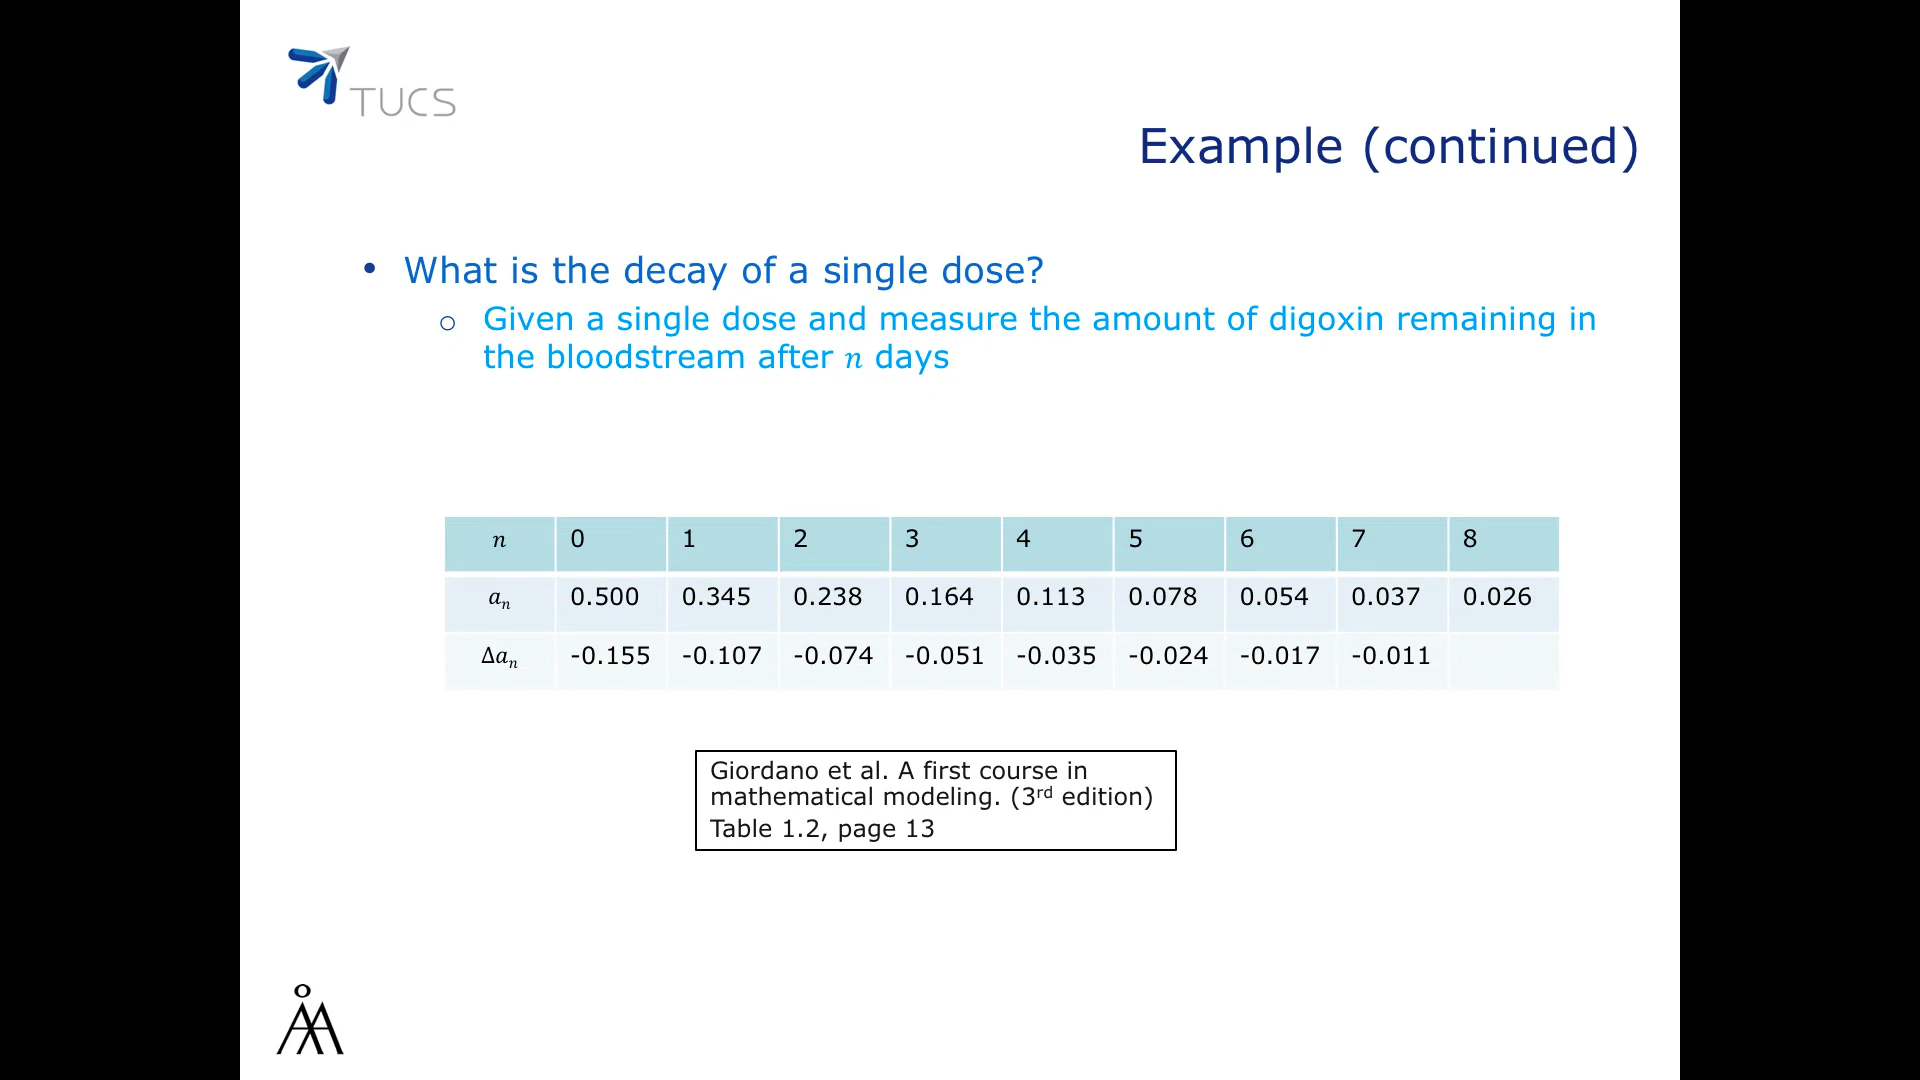 TUCS
Example (continued)
• What is the decay of a single dose?
o Given a single dose and measure the amount of digoxin remaining in
the bloodstream after n days
n 0 1 2 3 4 5 6 7 8
aₙ 0.500 0.345 0.238 0.164 0.113 0.078 0.054 0.037 0.026
Δaₙ -0.155 -0.107 -0.074 -0.051 -0.035 -0.024 -0.017 -0.011
Giordano et al. A first course in
mathematical modeling. (3rd edition)
Table 1.2, page 13